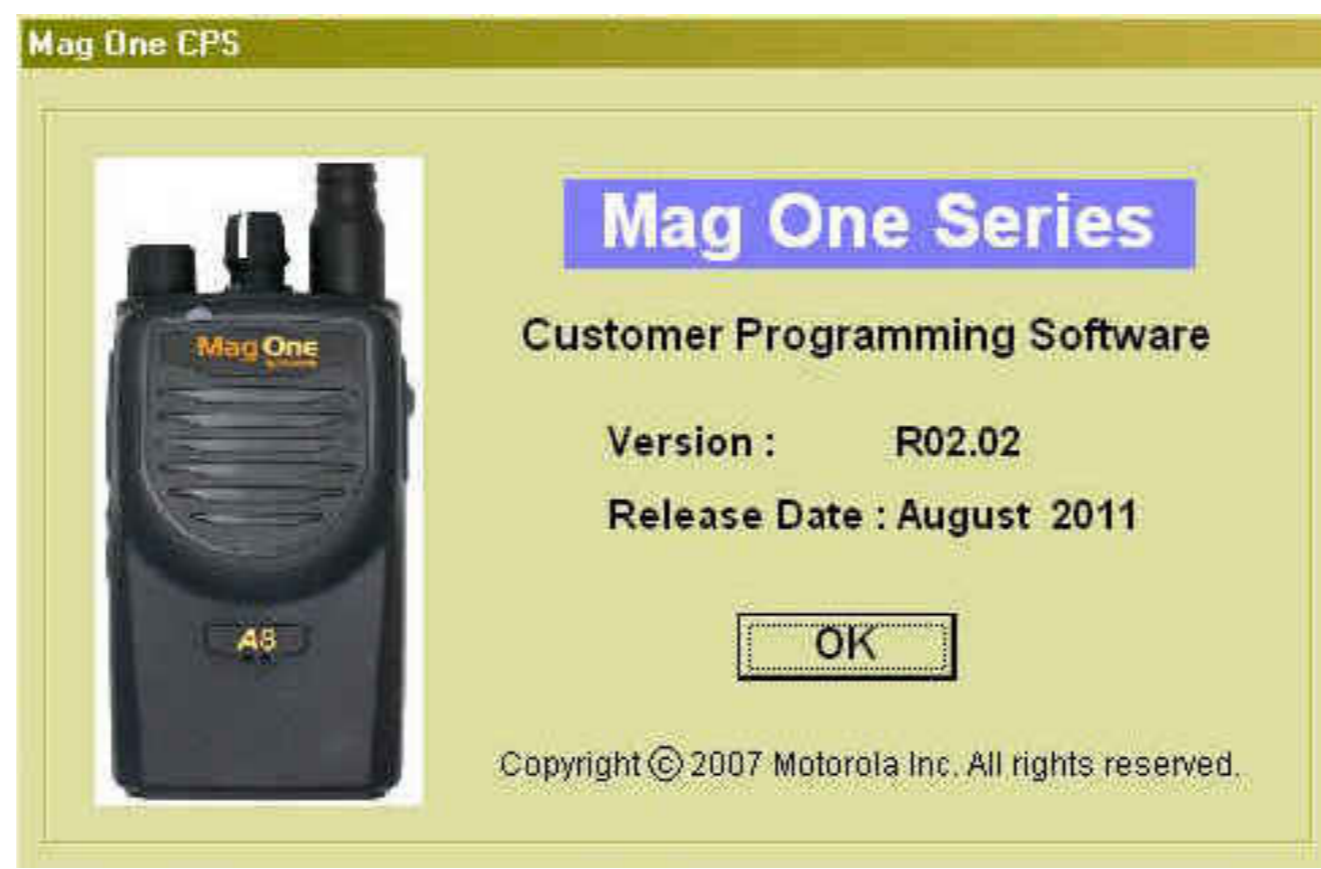 Mag One CPS
Mag One Series
Customer Programming Software
Version : R02.02
Release Date : August 2011
Mag One
A8
OK
Copyright © 2007 Motorola Inc. All rights reserved.